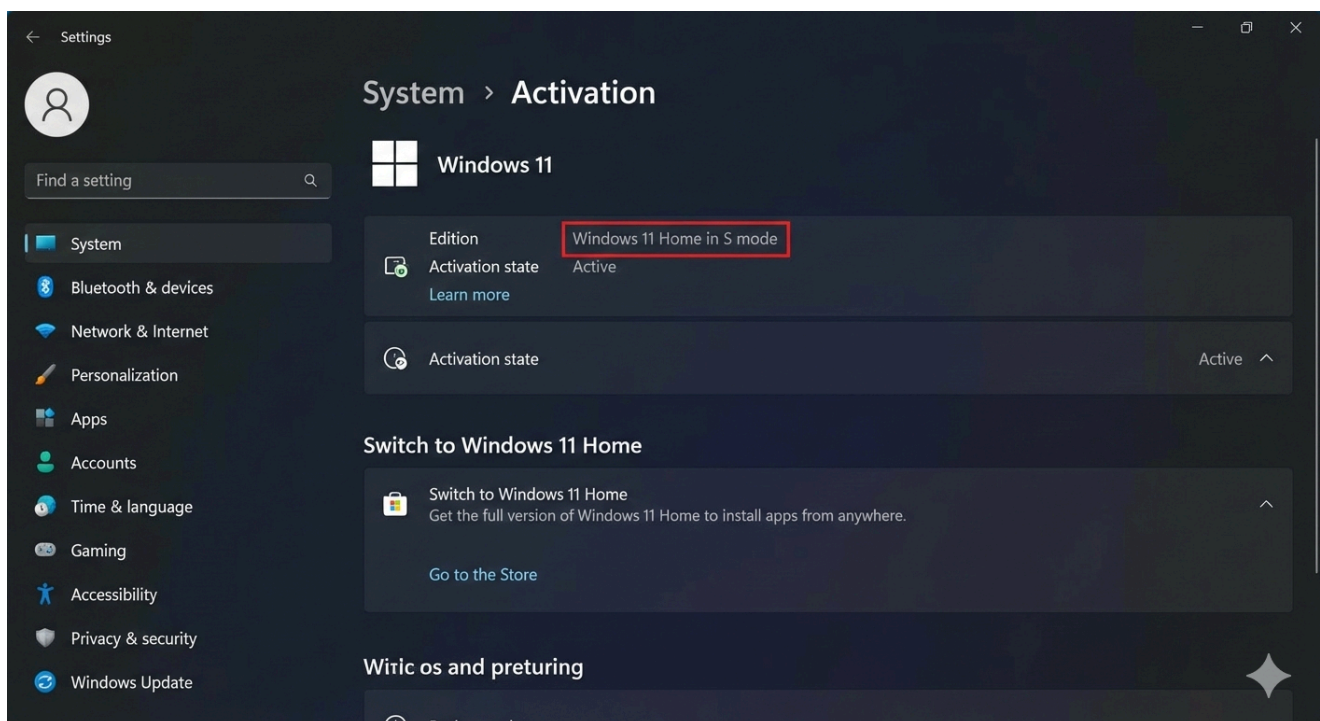 Settings
System > Activation
Windows 11
Find a setting
System
Bluetooth & devices
Network & Internet
Personalization
Apps
Accounts
Time & language
Gaming
Accessibility
Privacy & security
Windows Update
Edition Windows 11 Home in S mode
Activation state Active
Learn more
Activation state Active
Switch to Windows 11 Home
Switch to Windows 11 Home
Get the full version of Windows 11 Home to install apps from anywhere.
Go to the Store
os and preturing